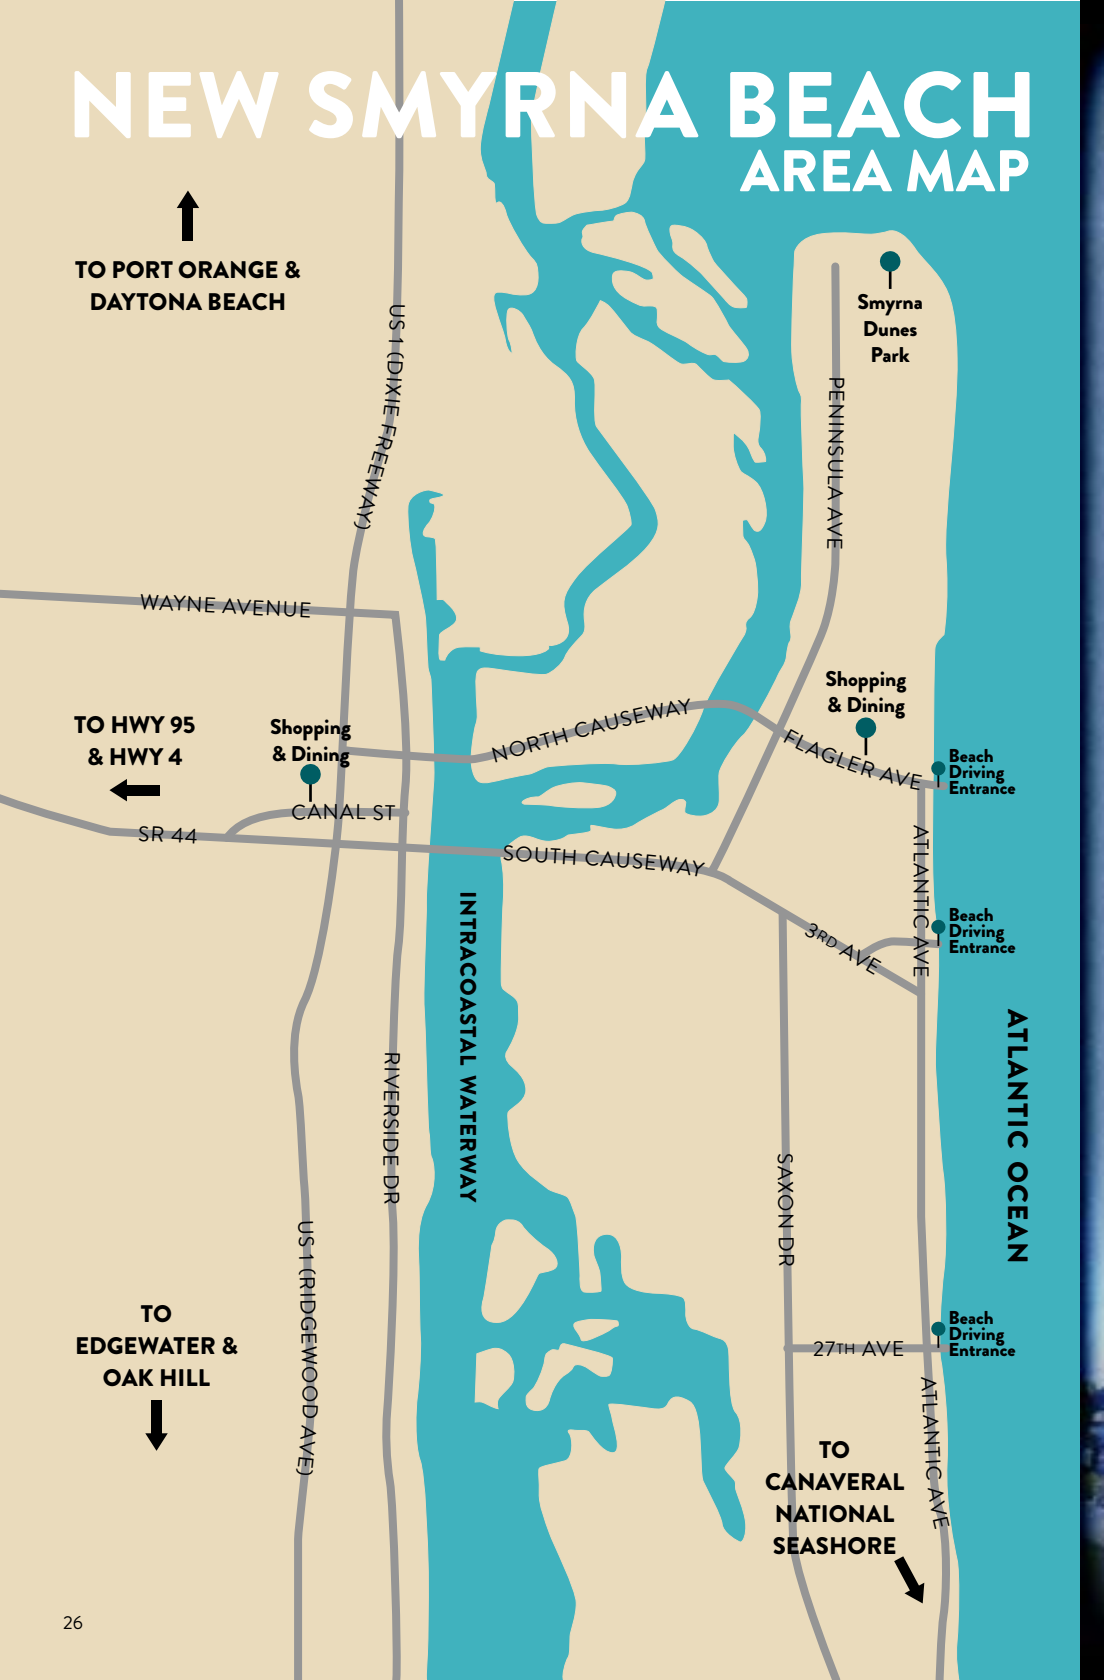 NEW SMYRNA BEACH
AREA MAP
TO PORT ORANGE &
DAYTONA BEACH
Smyrna
Dunes
Park
US 1 (DIXIE FREEWAY)
PENINSULA AVE
WAYNE AVENUE
Shopping
& Dining
TO HWY 95
& HWY 4
Shopping
& Dining
NORTH CAUSEWAY
FLAGLER AVE
Beach
Driving
Entrance
CANAL ST
SR 44
SOUTH CAUSEWAY
ATLANTIC AVE
INTRACOASTAL WATERWAY
3RD AVE
Beach
Driving
Entrance
ATLANTIC OCEAN
RIVERSIDE DR
SAXON DR
US 1 (RIDGEWOOD AVE)
TO
EDGEWATER &
OAK HILL
27TH AVE
Beach
Driving
Entrance
ATLANTIC AVE
TO
CANAVERAL
NATIONAL
SEASHORE
26